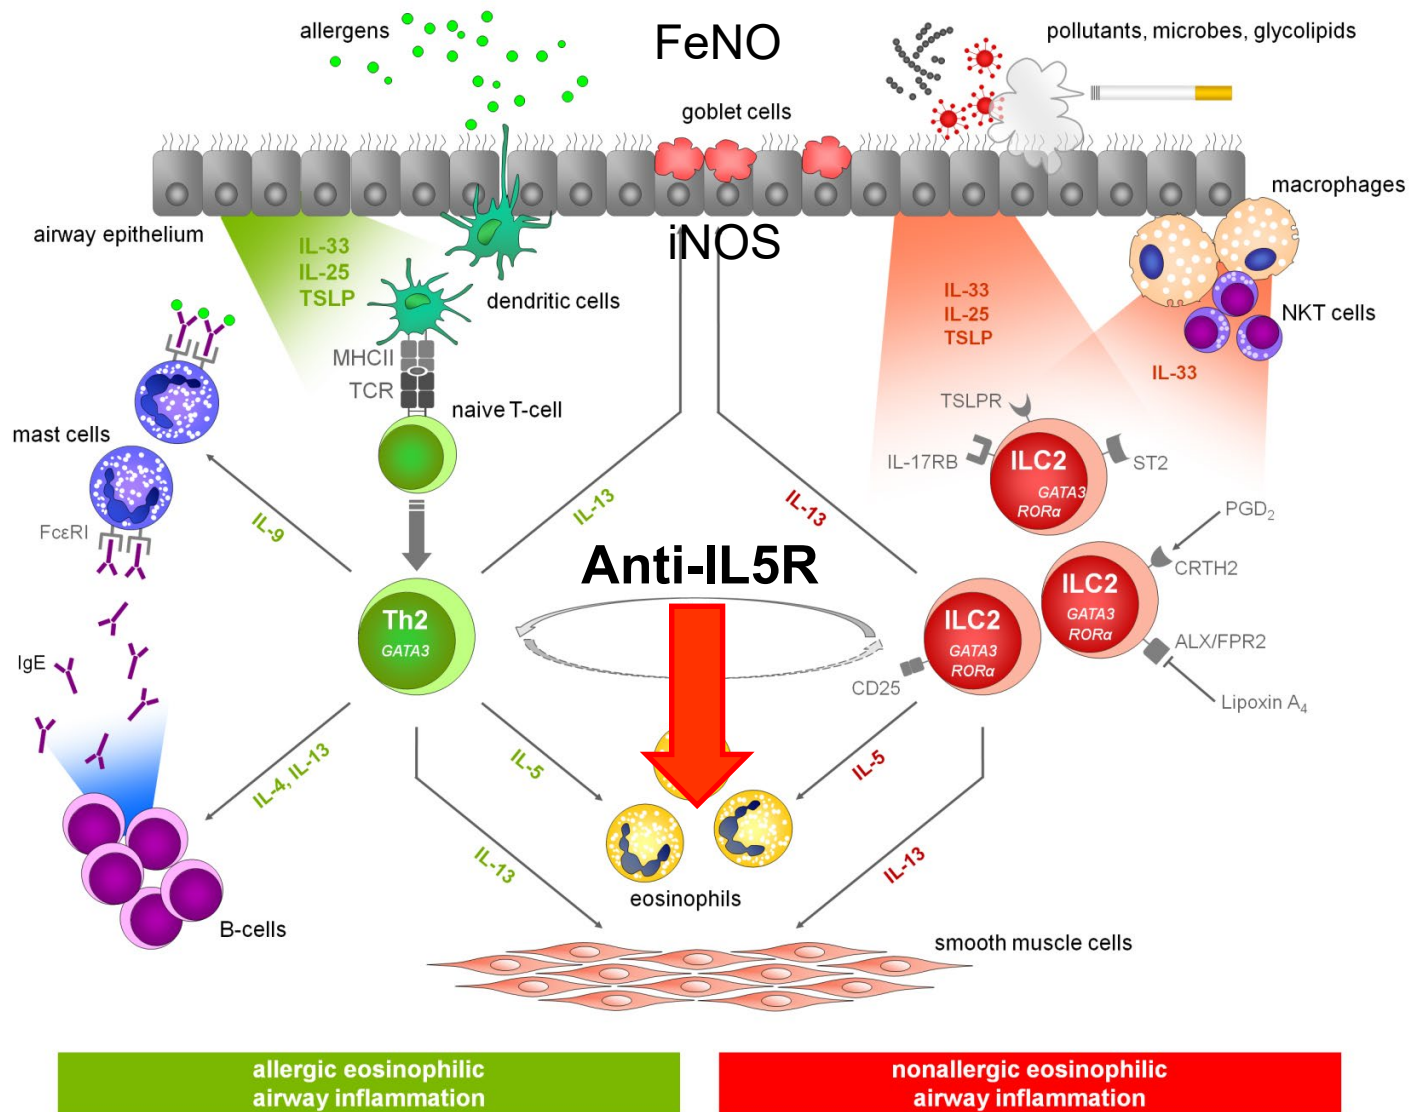 allergens
FeNO
pollutants, microbes, glycolipids
goblet cells
macrophages
airway epithelium
iNOS
IL-33
IL-25
TSLP
dendritic cells
IL-33
IL-25
TSLP
NKT cells
MHCII
TCR
IL-33
naive T-cell
TSLPR
mast cells
IL-17RB
ILC2
GATA3
RORα
ST2
FcεRI
IL-9
IL-13
IL-13
PGD₂
Anti-IL5R
CRTH2
ILC2
GATA3
RORα
Th2
GATA3
ILC2
GATA3
RORα
IgE
ALX/FPR2
CD25
Lipoxin A₄
IL-4, IL-13
IL-5
IL-5
IL-13
IL-13
eosinophils
B-cells
smooth muscle cells
allergic eosinophilic
airway inflammation
nonallergic eosinophilic
airway inflammation